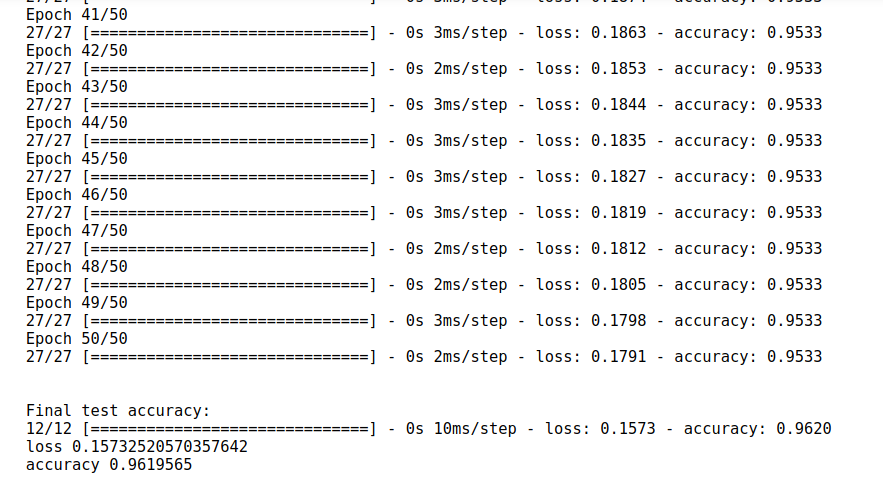 Epoch 41/50
27/27 [==============================] - 0s 3ms/step - loss: 0.1863 - accuracy: 0.9533
Epoch 42/50
27/27 [==============================] - 0s 2ms/step - loss: 0.1853 - accuracy: 0.9533
Epoch 43/50
27/27 [==============================] - 0s 3ms/step - loss: 0.1844 - accuracy: 0.9533
Epoch 44/50
27/27 [==============================] - 0s 3ms/step - loss: 0.1835 - accuracy: 0.9533
Epoch 45/50
27/27 [==============================] - 0s 3ms/step - loss: 0.1827 - accuracy: 0.9533
Epoch 46/50
27/27 [==============================] - 0s 3ms/step - loss: 0.1819 - accuracy: 0.9533
Epoch 47/50
27/27 [==============================] - 0s 2ms/step - loss: 0.1812 - accuracy: 0.9533
Epoch 48/50
27/27 [==============================] - 0s 2ms/step - loss: 0.1805 - accuracy: 0.9533
Epoch 49/50
27/27 [==============================] - 0s 3ms/step - loss: 0.1798 - accuracy: 0.9533
Epoch 50/50
27/27 [==============================] - 0s 2ms/step - loss: 0.1791 - accuracy: 0.9533
Final test accuracy:
12/12 [==============================] - 0s 10ms/step - loss: 0.1573 - accuracy: 0.9620
loss 0.15732520570357642
accuracy 0.9619565